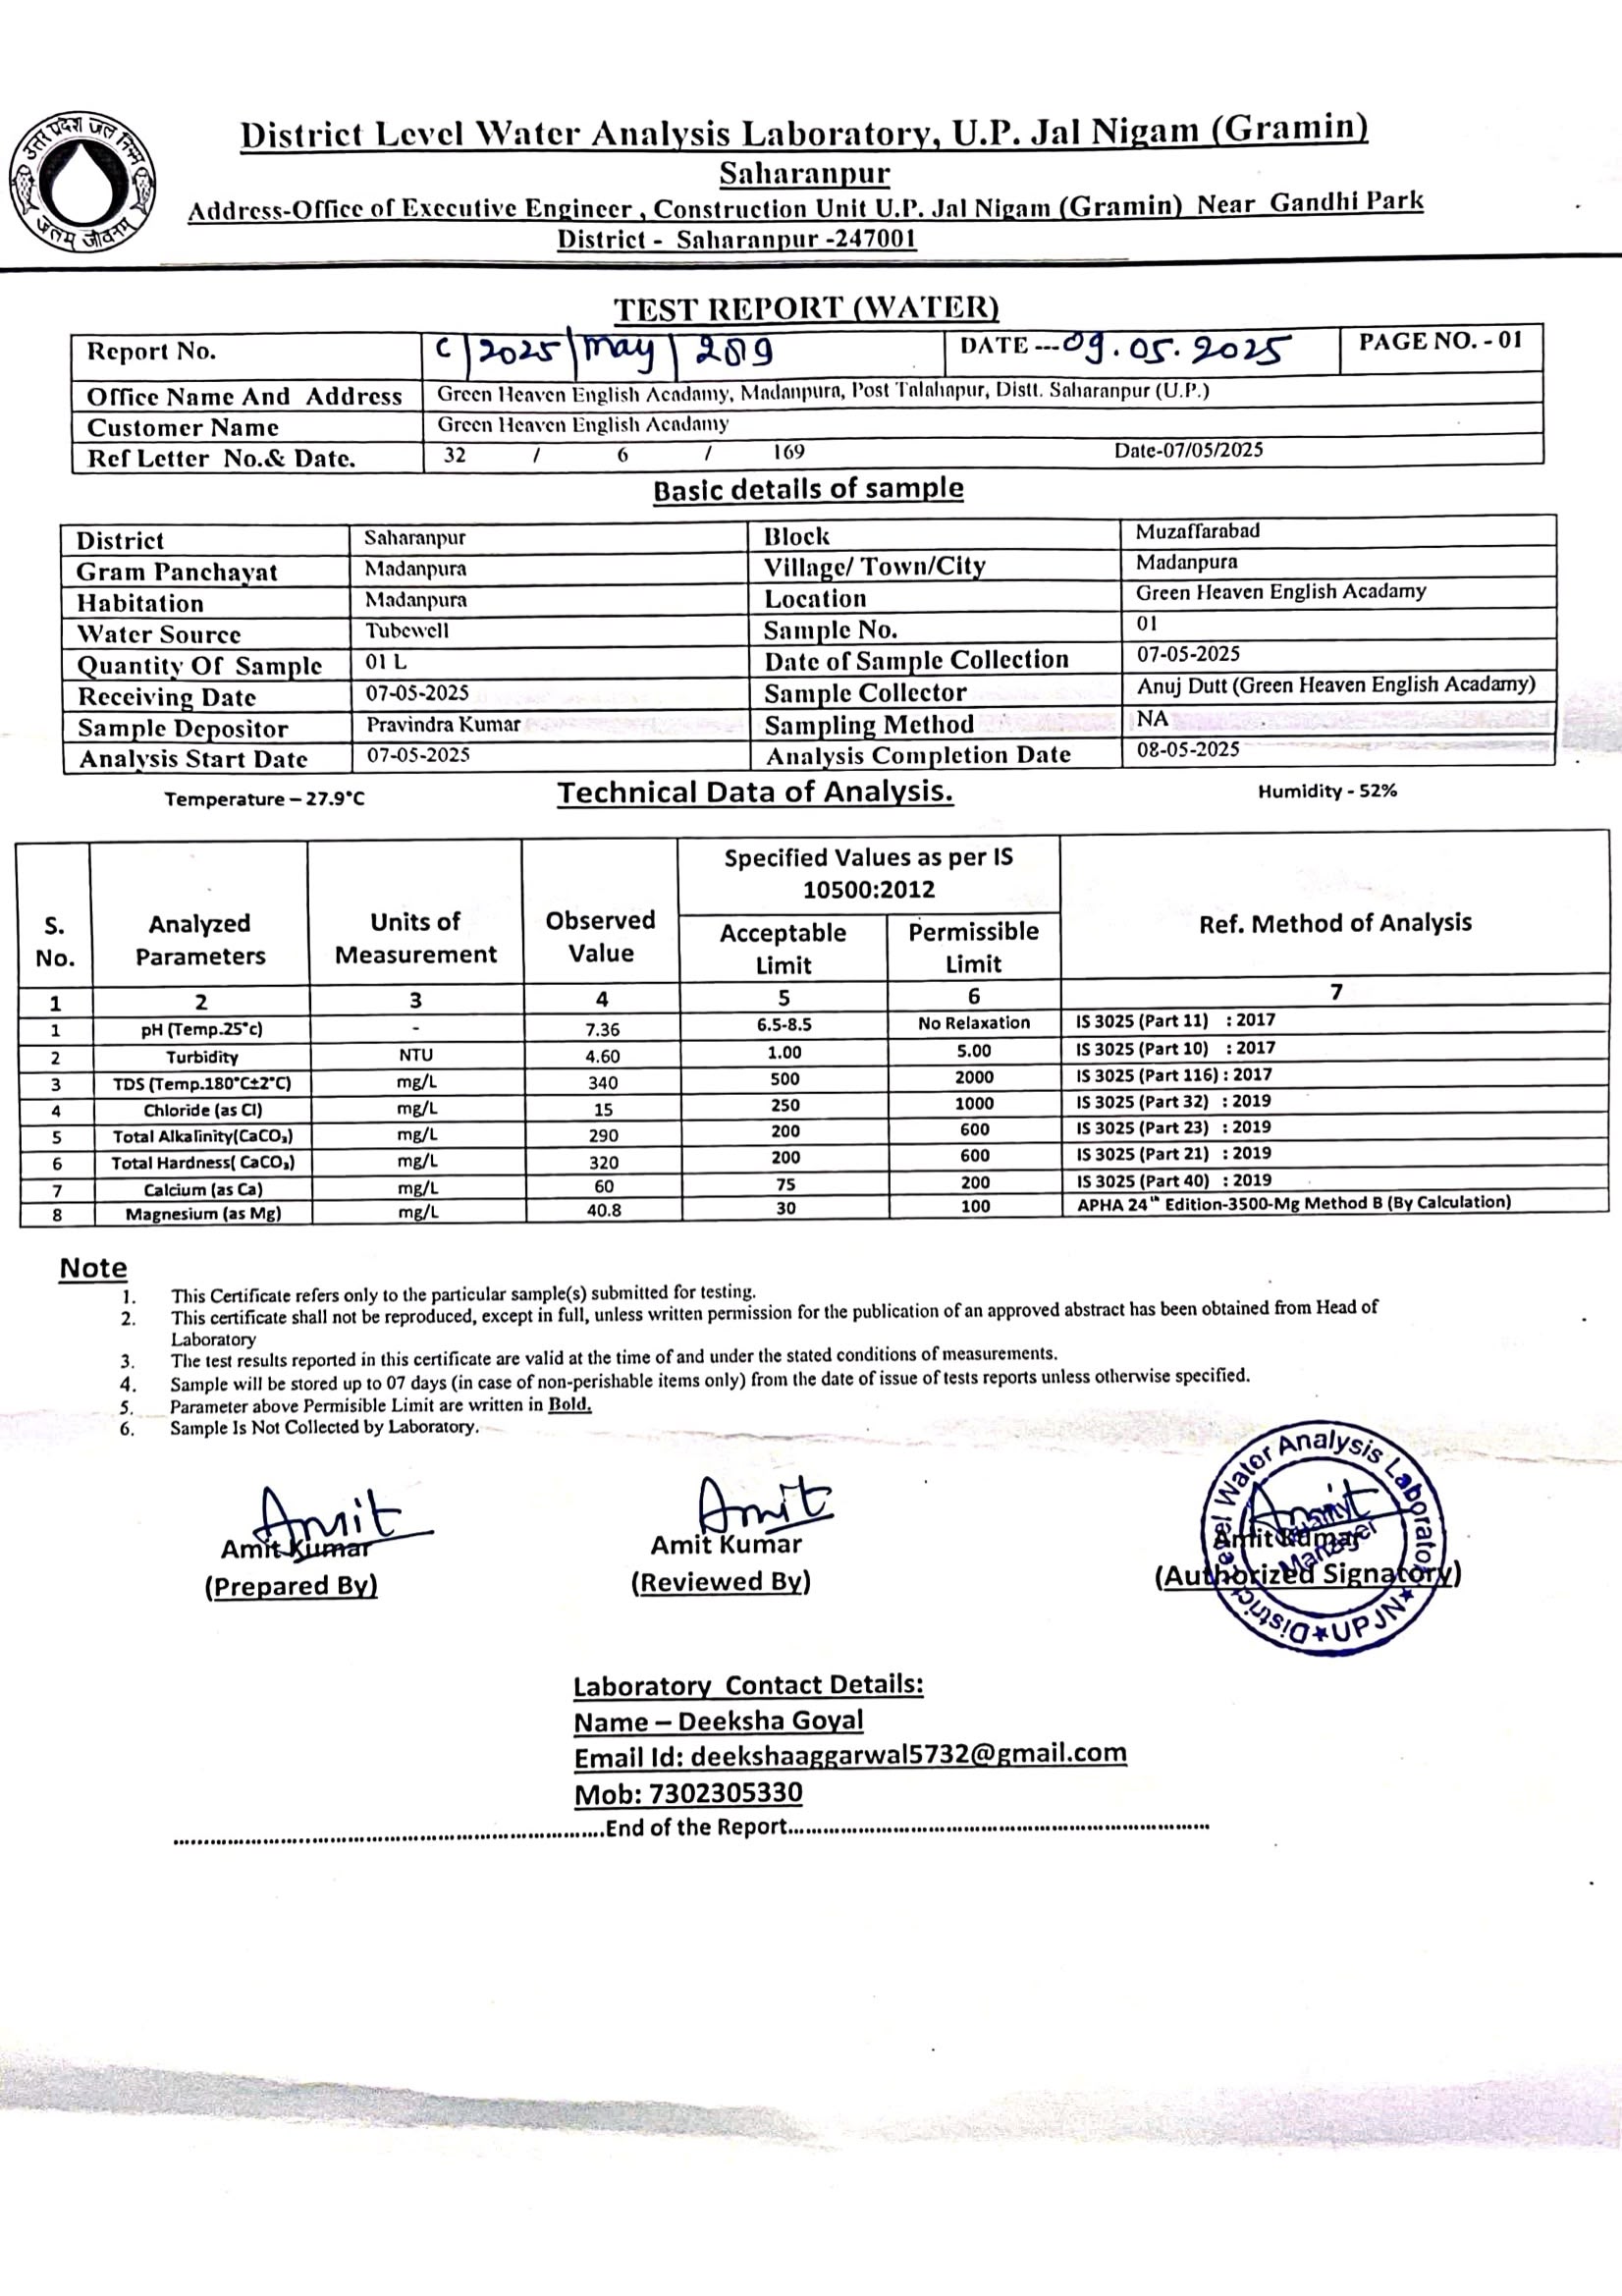 उत्तर प्रदेश जल निगम
जलम् जीवनम्
District Level Water Analysis Laboratory, U.P. Jal Nigam (Gramin)
Saharanpur
Address-Office of Executive Engineer , Construction Unit U.P. Jal Nigam (Gramin) Near Gandhi Park
District - Saharanpur -247001
TEST REPORT (WATER)
Report No. C/2025/May/ DATE ---09.05.2025 PAGE NO. - 01
Office Name And Address Green Heaven English Acadamy, Madanpura, Post Talahapur, Distt. Saharanpur (U.P.)
Customer Name Green Heaven English Acadamy
Ref Letter No.& Date. 32 / 6 / 169 Date-07/05/2025
Basic details of sample
District Saharanpur Block Muzaffarabad
Gram Panchayat Madanpura Village/ Town/City Madanpura
Habitation Madanpura Location Green Heaven English Acadamy
Water Source Tubewell Sample No. 01
Quantity Of Sample 01 L Date of Sample Collection 07-05-2025
Receiving Date 07-05-2025 Sample Collector Anuj Dutt (Green Heaven English Acadamy)
Sample Depositor Pravindra Kumar Sampling Method NA
Analysis Start Date 07-05-2025 Analysis Completion Date 08-05-2025
Temperature – 27.9°C Technical Data of Analysis. Humidity - 52%
S. No. Analyzed Parameters Units of Measurement Observed Value Specified Values as per IS 10500:2012 Ref. Method of Analysis
Acceptable Limit Permissible Limit
1 2 3 4 5 6 7
1 pH (Temp.25°c) - 7.36 6.5-8.5 No Relaxation IS 3025 (Part 11) : 2017
2 Turbidity NTU 4.60 1.00 5.00 IS 3025 (Part 10) : 2017
3 TDS (Temp.180°C±2°C) mg/L 340 500 2000 IS 3025 (Part 116) : 2017
4 Chloride (as Cl) mg/L 15 250 1000 IS 3025 (Part 32) : 2019
5 Total Alkalinity(CaCO₃) mg/L 290 200 600 IS 3025 (Part 23) : 2019
6 Total Hardness( CaCO₃) mg/L 320 200 600 IS 3025 (Part 21) : 2019
7 Calcium (as Ca) mg/L 60 75 200 IS 3025 (Part 40) : 2019
8 Magnesium (as Mg) mg/L 40.8 30 100 APHA 24th Edition-3500-Mg Method B (By Calculation)
Note
1. This Certificate refers only to the particular sample(s) submitted for testing.
2. This certificate shall not be reproduced, except in full, unless written permission for the publication of an approved abstract has been obtained from Head of
Laboratory
3. The test results reported in this certificate are valid at the time of and under the stated conditions of measurements.
4. Sample will be stored up to 07 days (in case of non-perishable items only) from the date of issue of tests reports unless otherwise specified.
5. Parameter above Permisible Limit are written in Bold.
6. Sample Is Not Collected by Laboratory.
Amit Amit Amit
Amit Kumar Amit Kumar Amit Kumar
(Prepared By) (Reviewed By) (Authorized Signatory)
District Level Water Analysis Laboratory ★ UPJN ★
Quality Manager
Laboratory Contact Details:
Name – Deeksha Goyal
Email Id: deekshaaggarwal5732@gmail.com
Mob: 7302305330
End of the Report